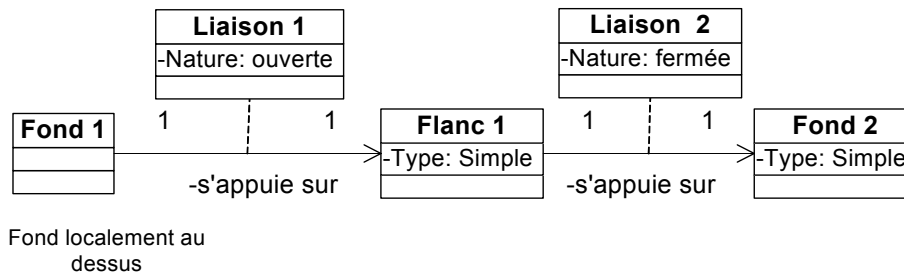 Liaison 1
-Nature: ouverte
Liaison 2
-Nature: fermée
Fond 1
1
1
Flanc 1
-Type: Simple
1
1
Fond 2
-Type: Simple
-s'appuie sur
-s'appuie sur
Fond localement au
dessus